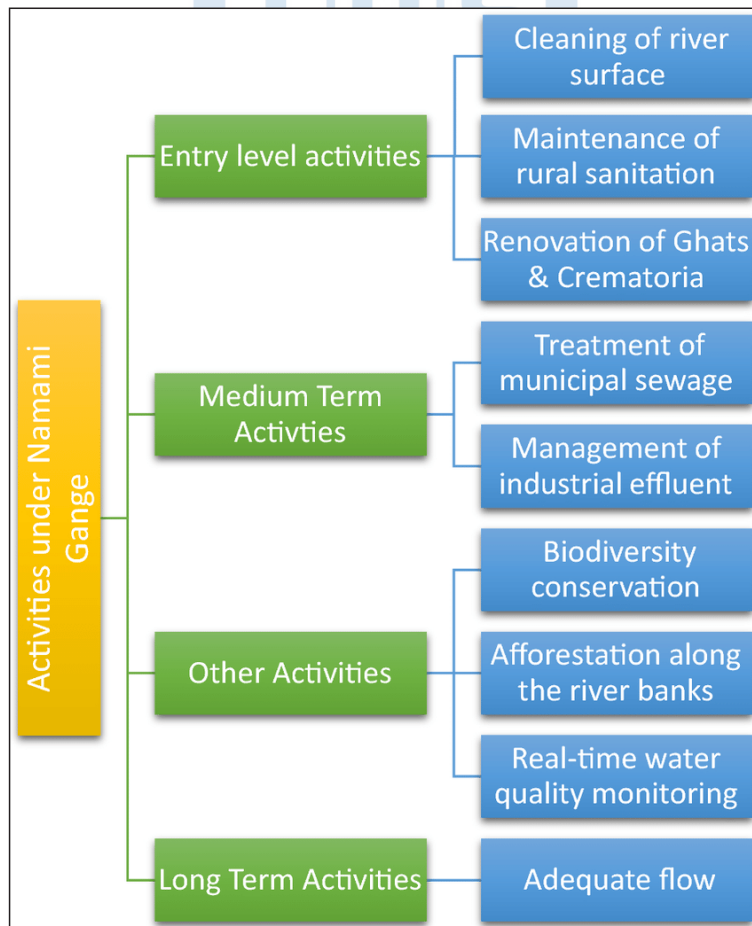 Activities under Namami
Gange
Entry level activities
Cleaning of river
surface
Maintenance of
rural sanitation
Renovation of Ghats
& Crematoria
Medium Term
Activties
Treatment of
municipal sewage
Management of
industrial effluent
Other Activities
Biodiversity
conservation
Afforestation along
the river banks
Real-time water
quality monitoring
Long Term Activities
Adequate flow